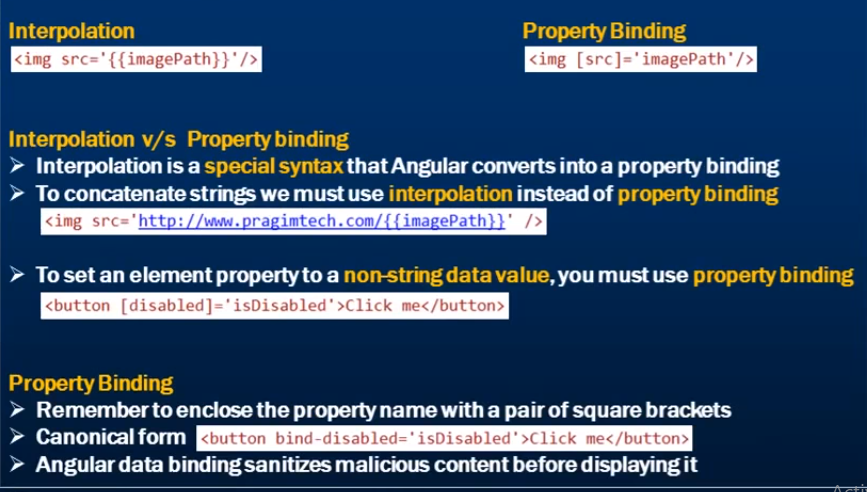 Interpolation
Property Binding
<img src='{{imagePath}}'/>
<img [src]='imagePath'/>
Interpolation v/s Property binding
➢ Interpolation is a special syntax that Angular converts into a property binding
➢ To concatenate strings we must use interpolation instead of property binding
<img src='http://www.pragimtech.com/{{imagePath}}' />
➢ To set an element property to a non-string data value, you must use property binding
<button [disabled]='isDisabled'>Click me</button>
Property Binding
➢ Remember to enclose the property name with a pair of square brackets
➢ Canonical form <button bind-disabled='isDisabled'>Click me</button>
➢ Angular data binding sanitizes malicious content before displaying it